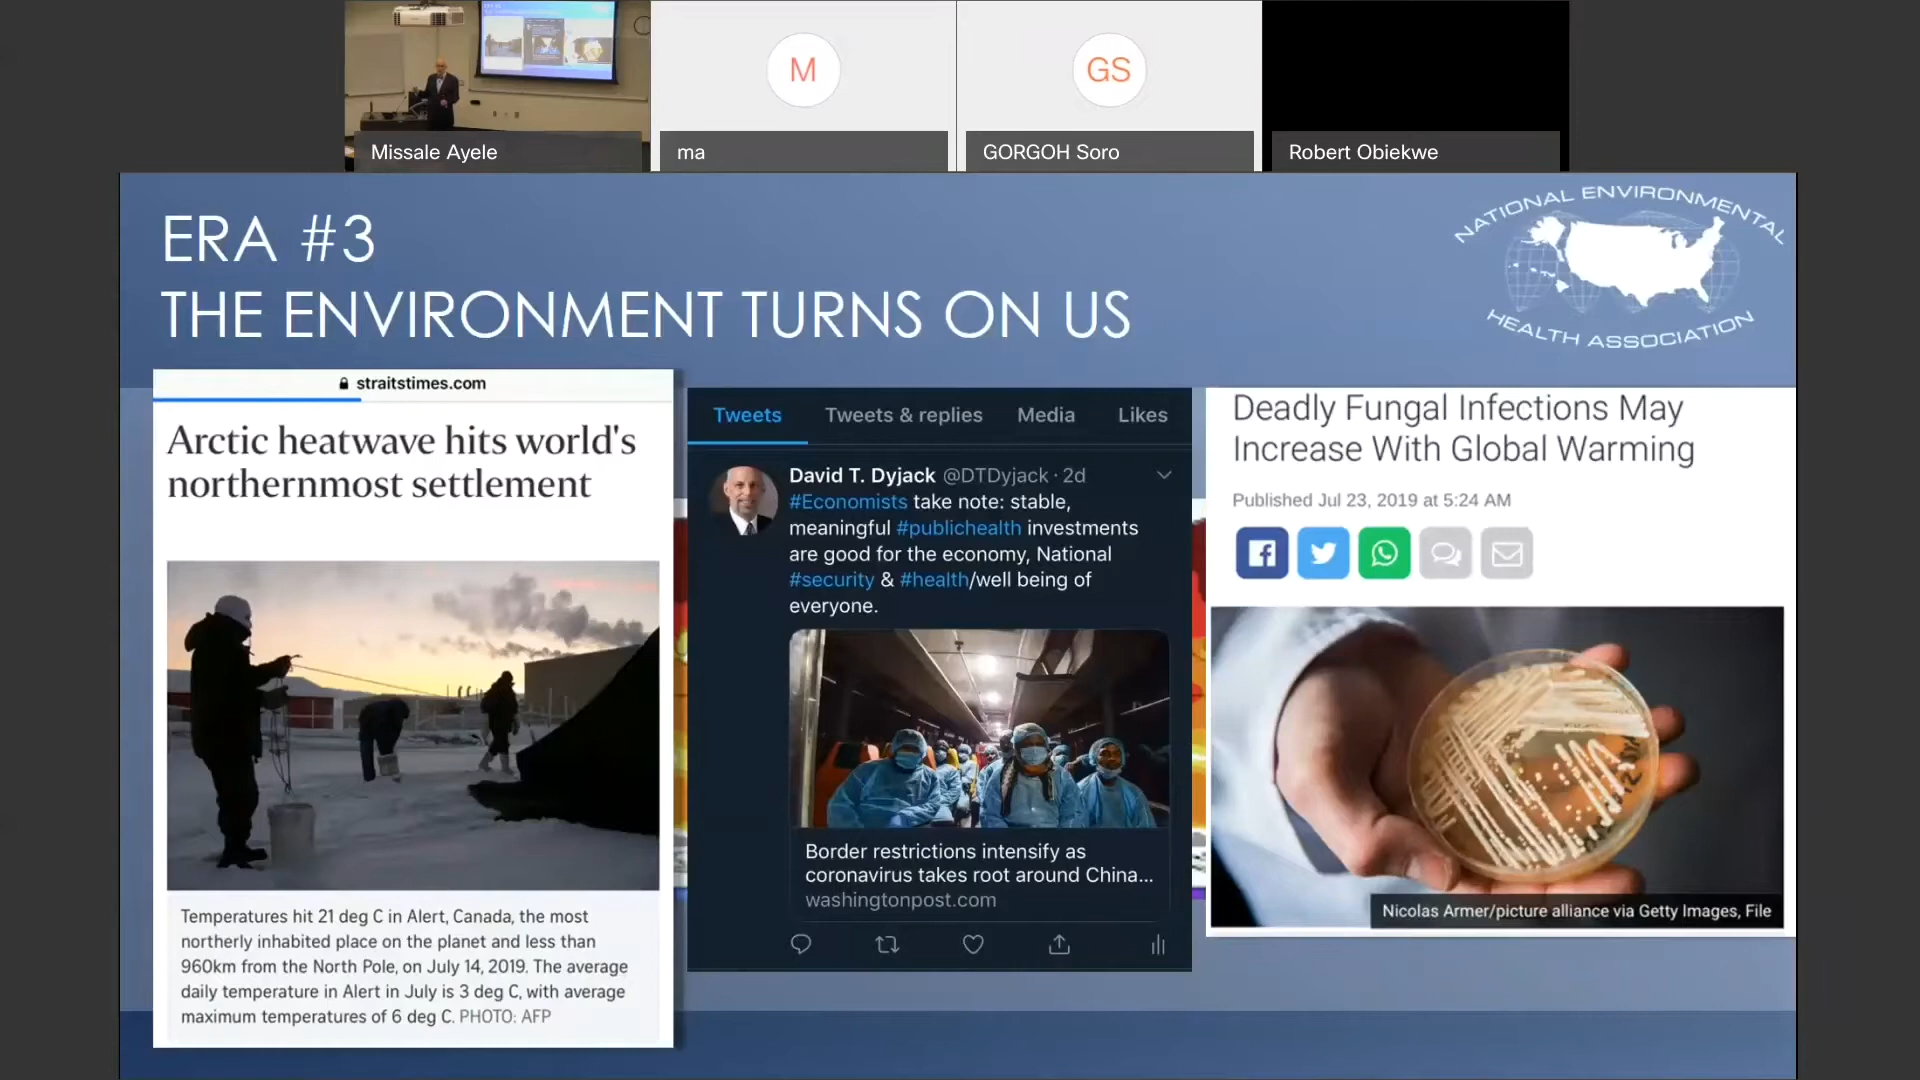 M
GS
Missale Ayele
ma
GORGOH Soro
Robert Obiekwe
ERA #3
THE ENVIRONMENT TURNS ON US
NATIONAL ENVIRONMENTAL
HEALTH ASSOCIATION
straitstimes.com
Arctic heatwave hits world's
northernmost settlement
Temperatures hit 21 deg C in Alert, Canada, the most
northerly inhabited place on the planet and less than
960km from the North Pole, on July 14, 2019. The average
daily temperature in Alert in July is 3 deg C, with average
maximum temperatures of 6 deg C. PHOTO: AFP
Tweets Tweets & replies Media Likes
David T. Dyjack @DTDyjack · 2d
#Economists take note: stable,
meaningful #publichealth investments
are good for the economy, National
#security & #health/well being of
everyone.
Border restrictions intensify as
coronavirus takes root around China...
washingtonpost.com
Deadly Fungal Infections May
Increase With Global Warming
Published Jul 23, 2019 at 5:24 AM
Nicolas Armer/picture alliance via Getty Images, File